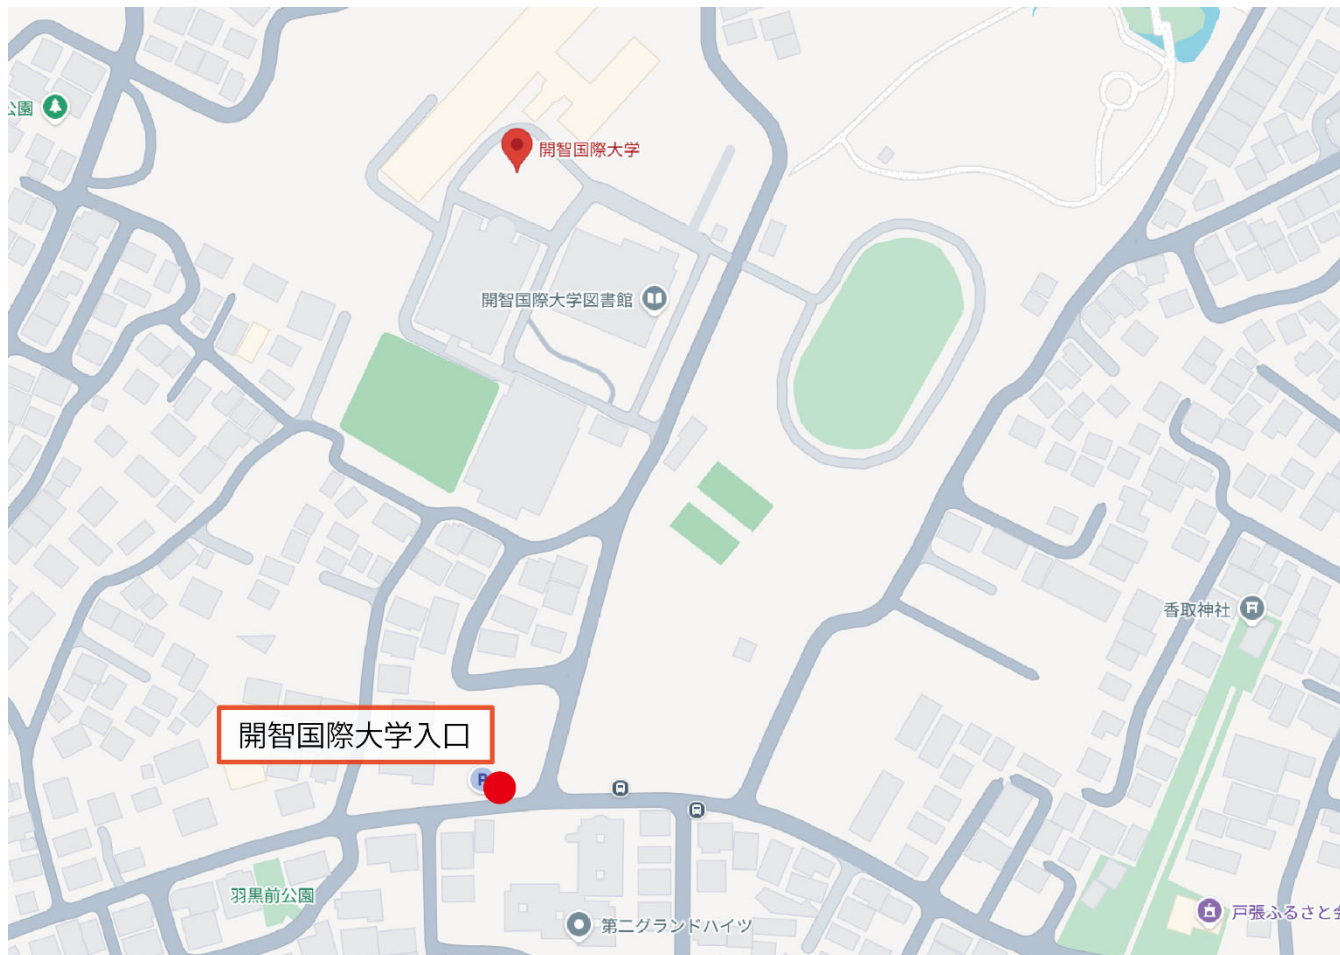 公園
開智国際大学
開智国際大学図書館
香取神社
開智国際大学入口
P
羽黒前公園
第二グランドハイツ
戸張ふるさと会